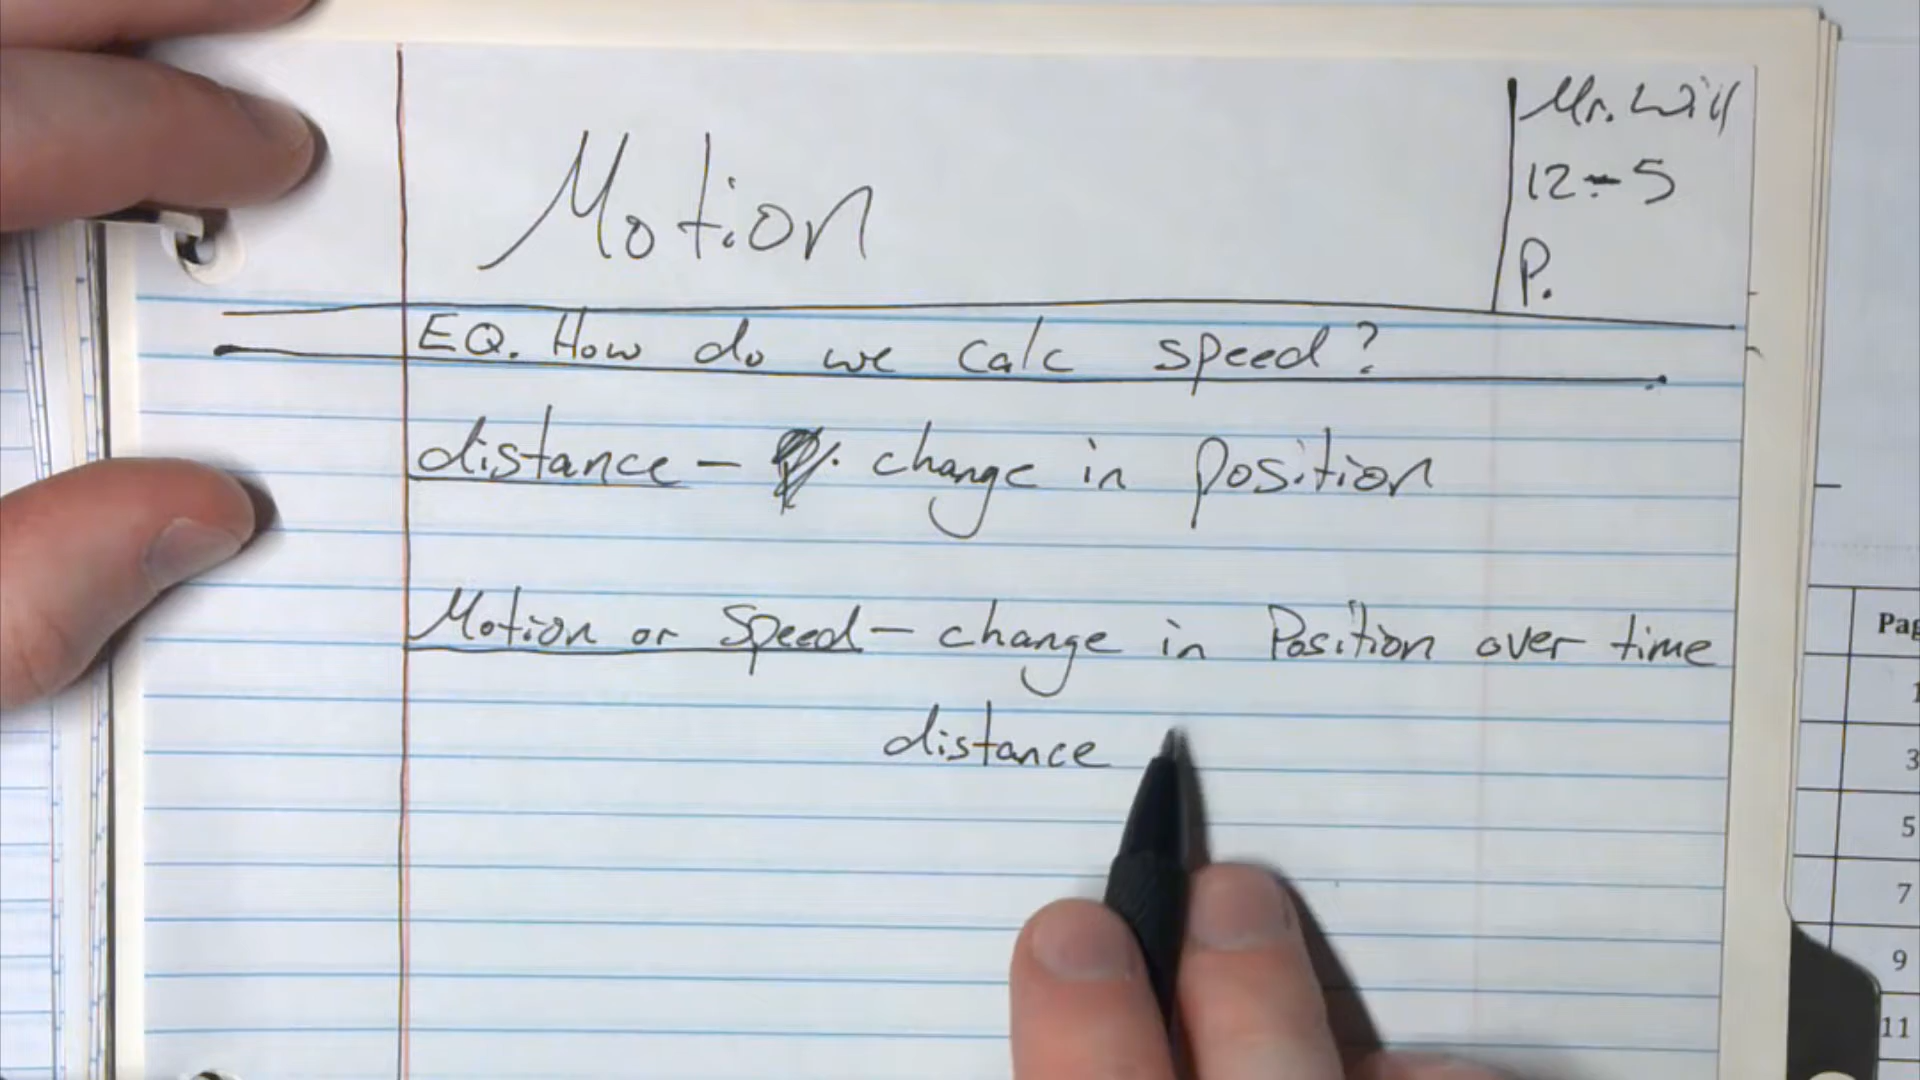 Mr. Will
12-5
P.
Motion
EQ. How do we calc speed?
distance - change in position
Motion or Speed - change in Position over time
distance
Pag
1
3
5
7
9
11